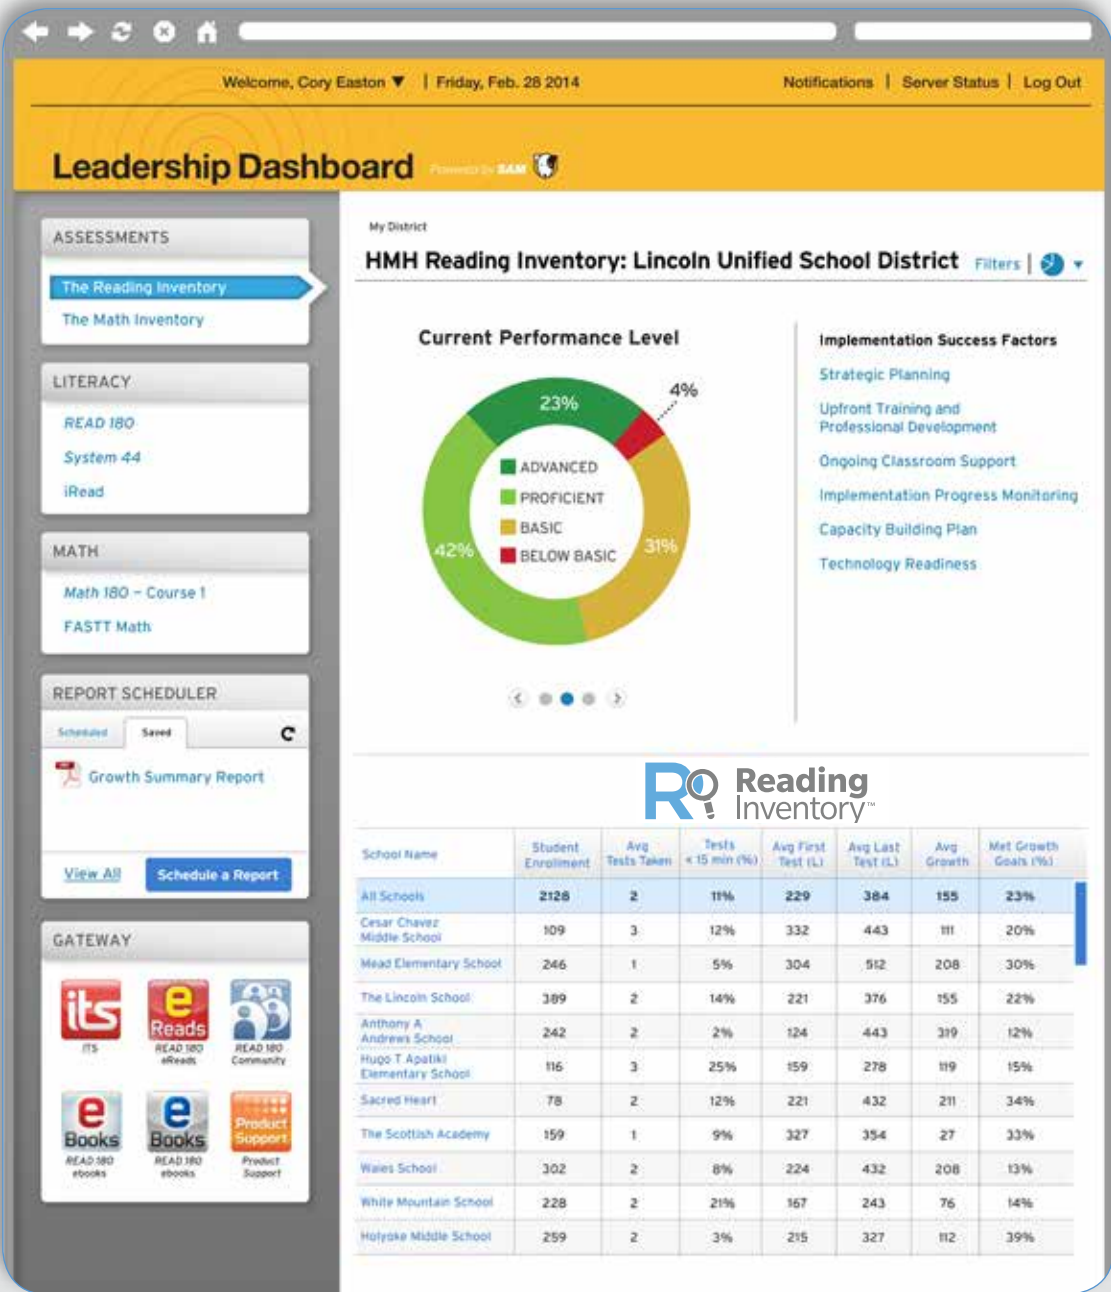 Welcome, Cory Easton ▼ | Friday, Feb. 28 2014
Notifications | Server Status | Log Out
Leadership Dashboard Powered by SAM
ASSESSMENTS
The Reading Inventory
The Math Inventory
LITERACY
READ 180
System 44
iRead
MATH
Math 180 – Course 1
FASTT Math
REPORT SCHEDULER
Scheduled Saved
Growth Summary Report
View All Schedule a Report
GATEWAY
its
ITS
e Reads
READ 180
eReads
READ 180
Community
e Books
READ 180
ebooks
e Books
READ 180
ebooks
Product Support
Product
Support
My District
HMH Reading Inventory: Lincoln Unified School District Filters |
Current Performance Level
23%
4%
42%
31%
ADVANCED
PROFICIENT
BASIC
BELOW BASIC
Implementation Success Factors
Strategic Planning
Upfront Training and
Professional Development
Ongoing Classroom Support
Implementation Progress Monitoring
Capacity Building Plan
Technology Readiness
RI Reading
Inventory™
School Name Student Enrollment Avg Tests Taken Tests < 15 min (%) Avg First Test (L) Avg Last Test (L) Avg Growth Met Growth Goals (%)
All Schools 2128 2 11% 229 384 155 23%
Cesar Chavez Middle School 109 3 12% 332 443 111 20%
Mead Elementary School 246 1 5% 304 512 208 30%
The Lincoln School 389 2 14% 221 376 155 22%
Anthony A Andrews School 242 2 2% 124 443 319 12%
Hugo T Apatiki Elementary School 116 3 25% 159 278 119 15%
Sacred Heart 78 2 12% 221 432 211 34%
The Scottish Academy 159 1 9% 327 354 27 33%
Wales School 302 2 8% 224 432 208 13%
White Mountain School 228 2 21% 167 243 76 14%
Holyoke Middle School 259 2 3% 215 327 112 39%